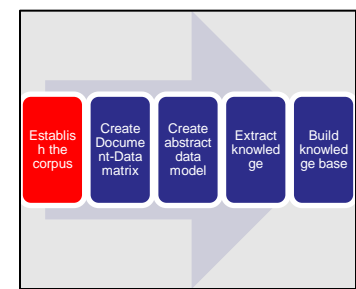 Establis
h the
corpus
Create
Docume
nt-Data
matrix
Create
abstract
data
model
Extract
knowled
ge
Build
knowled
ge base